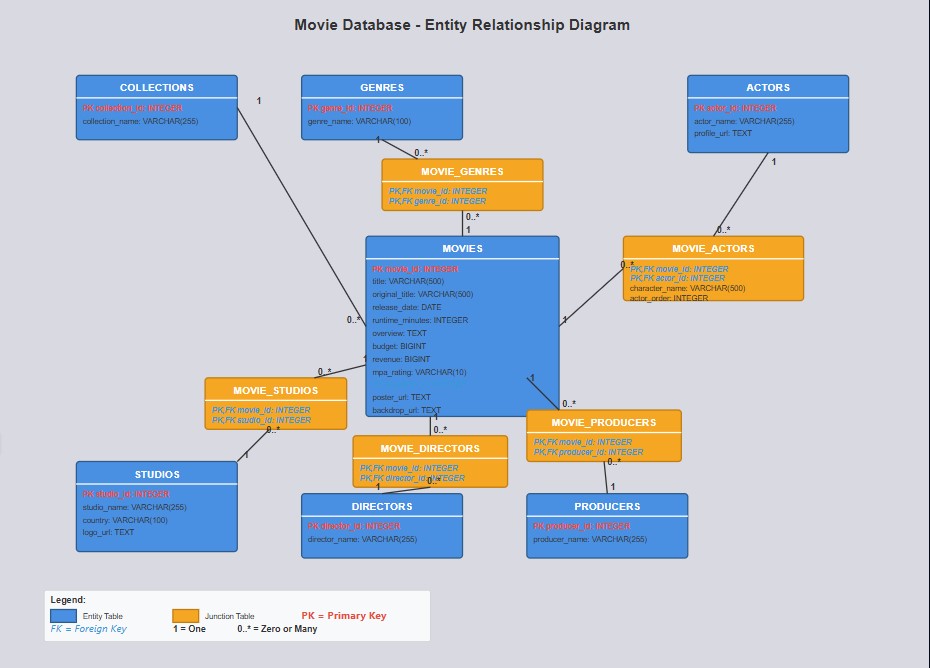 Movie Database - Entity Relationship Diagram
COLLECTIONS
PK collection_id: INTEGER
collection_name: VARCHAR(255)
1
GENRES
PK genre_id: INTEGER
genre_name: VARCHAR(100)
1
0..*
ACTORS
PK actor_id: INTEGER
actor_name: VARCHAR(255)
profile_url: TEXT
1
MOVIE_GENRES
PK,FK movie_id: INTEGER
PK,FK genre_id: INTEGER
0..*
1
0..*
MOVIE_ACTORS
0..*
PK,FK movie_id: INTEGER
PK,FK actor_id: INTEGER
character_name: VARCHAR(500)
actor_order: INTEGER
MOVIES
PK movie_id: INTEGER
title: VARCHAR(500)
original_title: VARCHAR(500)
release_date: DATE
runtime_minutes: INTEGER
overview: TEXT
budget: BIGINT
revenue: BIGINT
mpa_rating: VARCHAR(10)
poster_url: TEXT
backdrop_url: TEXT
0..*
1
1
0..*
1
0..*
1
0..*
MOVIE_STUDIOS
PK,FK movie_id: INTEGER
PK,FK studio_id: INTEGER
0..*
1
MOVIE_DIRECTORS
PK,FK movie_id: INTEGER
PK,FK director_id: INTEGER
0..*
1
MOVIE_PRODUCERS
PK,FK movie_id: INTEGER
PK,FK producer_id: INTEGER
0..*
1
STUDIOS
PK studio_id: INTEGER
studio_name: VARCHAR(255)
country: VARCHAR(100)
logo_url: TEXT
DIRECTORS
PK director_id: INTEGER
director_name: VARCHAR(255)
PRODUCERS
PK producer_id: INTEGER
producer_name: VARCHAR(255)
Legend:
Entity Table
Junction Table
PK = Primary Key
FK = Foreign Key
1 = One
0..* = Zero or Many